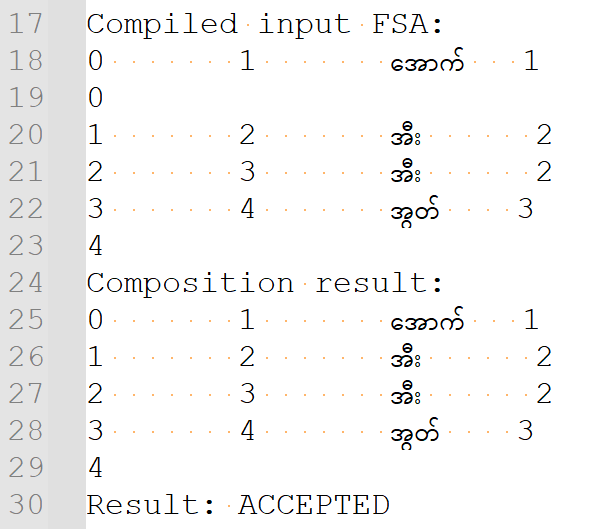 17 Compiled input FSA:
18 0 1 အောက် 1
19 0
20 1 2 အီး 2
21 2 3 အီး 2
22 3 4 အွတ် 3
23 4
24 Composition result:
25 0 1 အောက် 1
26 1 2 အီး 2
27 2 3 အီး 2
28 3 4 အွတ် 3
29 4
30 Result: ACCEPTED